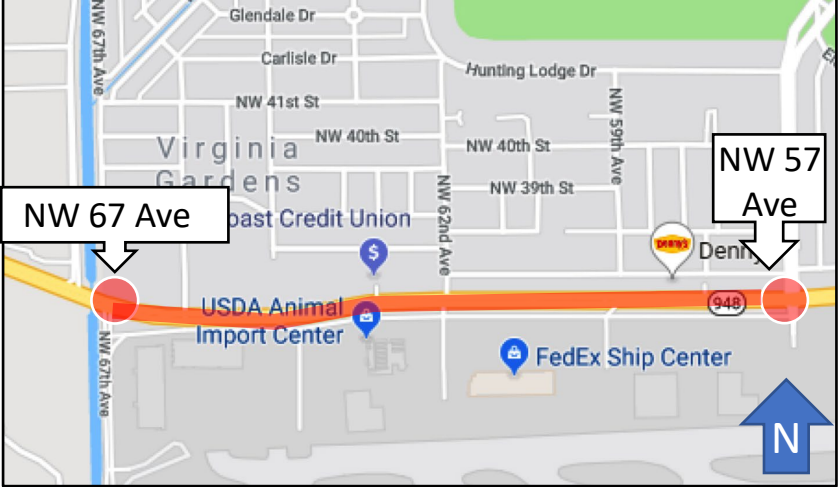 Glendale Dr
NW 67th Ave
Carlisle Dr
Hunting Lodge Dr
NW 41st St
NW 59th Ave
NW 40th St
NW 40th St
Virginia
Gardens
NW 57
Ave
NW 39th St
NW 62nd Ave
NW 67 Ave
oast Credit Union
$
Denny's
Denny
948
USDA Animal
Import Center
FedEx Ship Center
NW 67th Ave
N